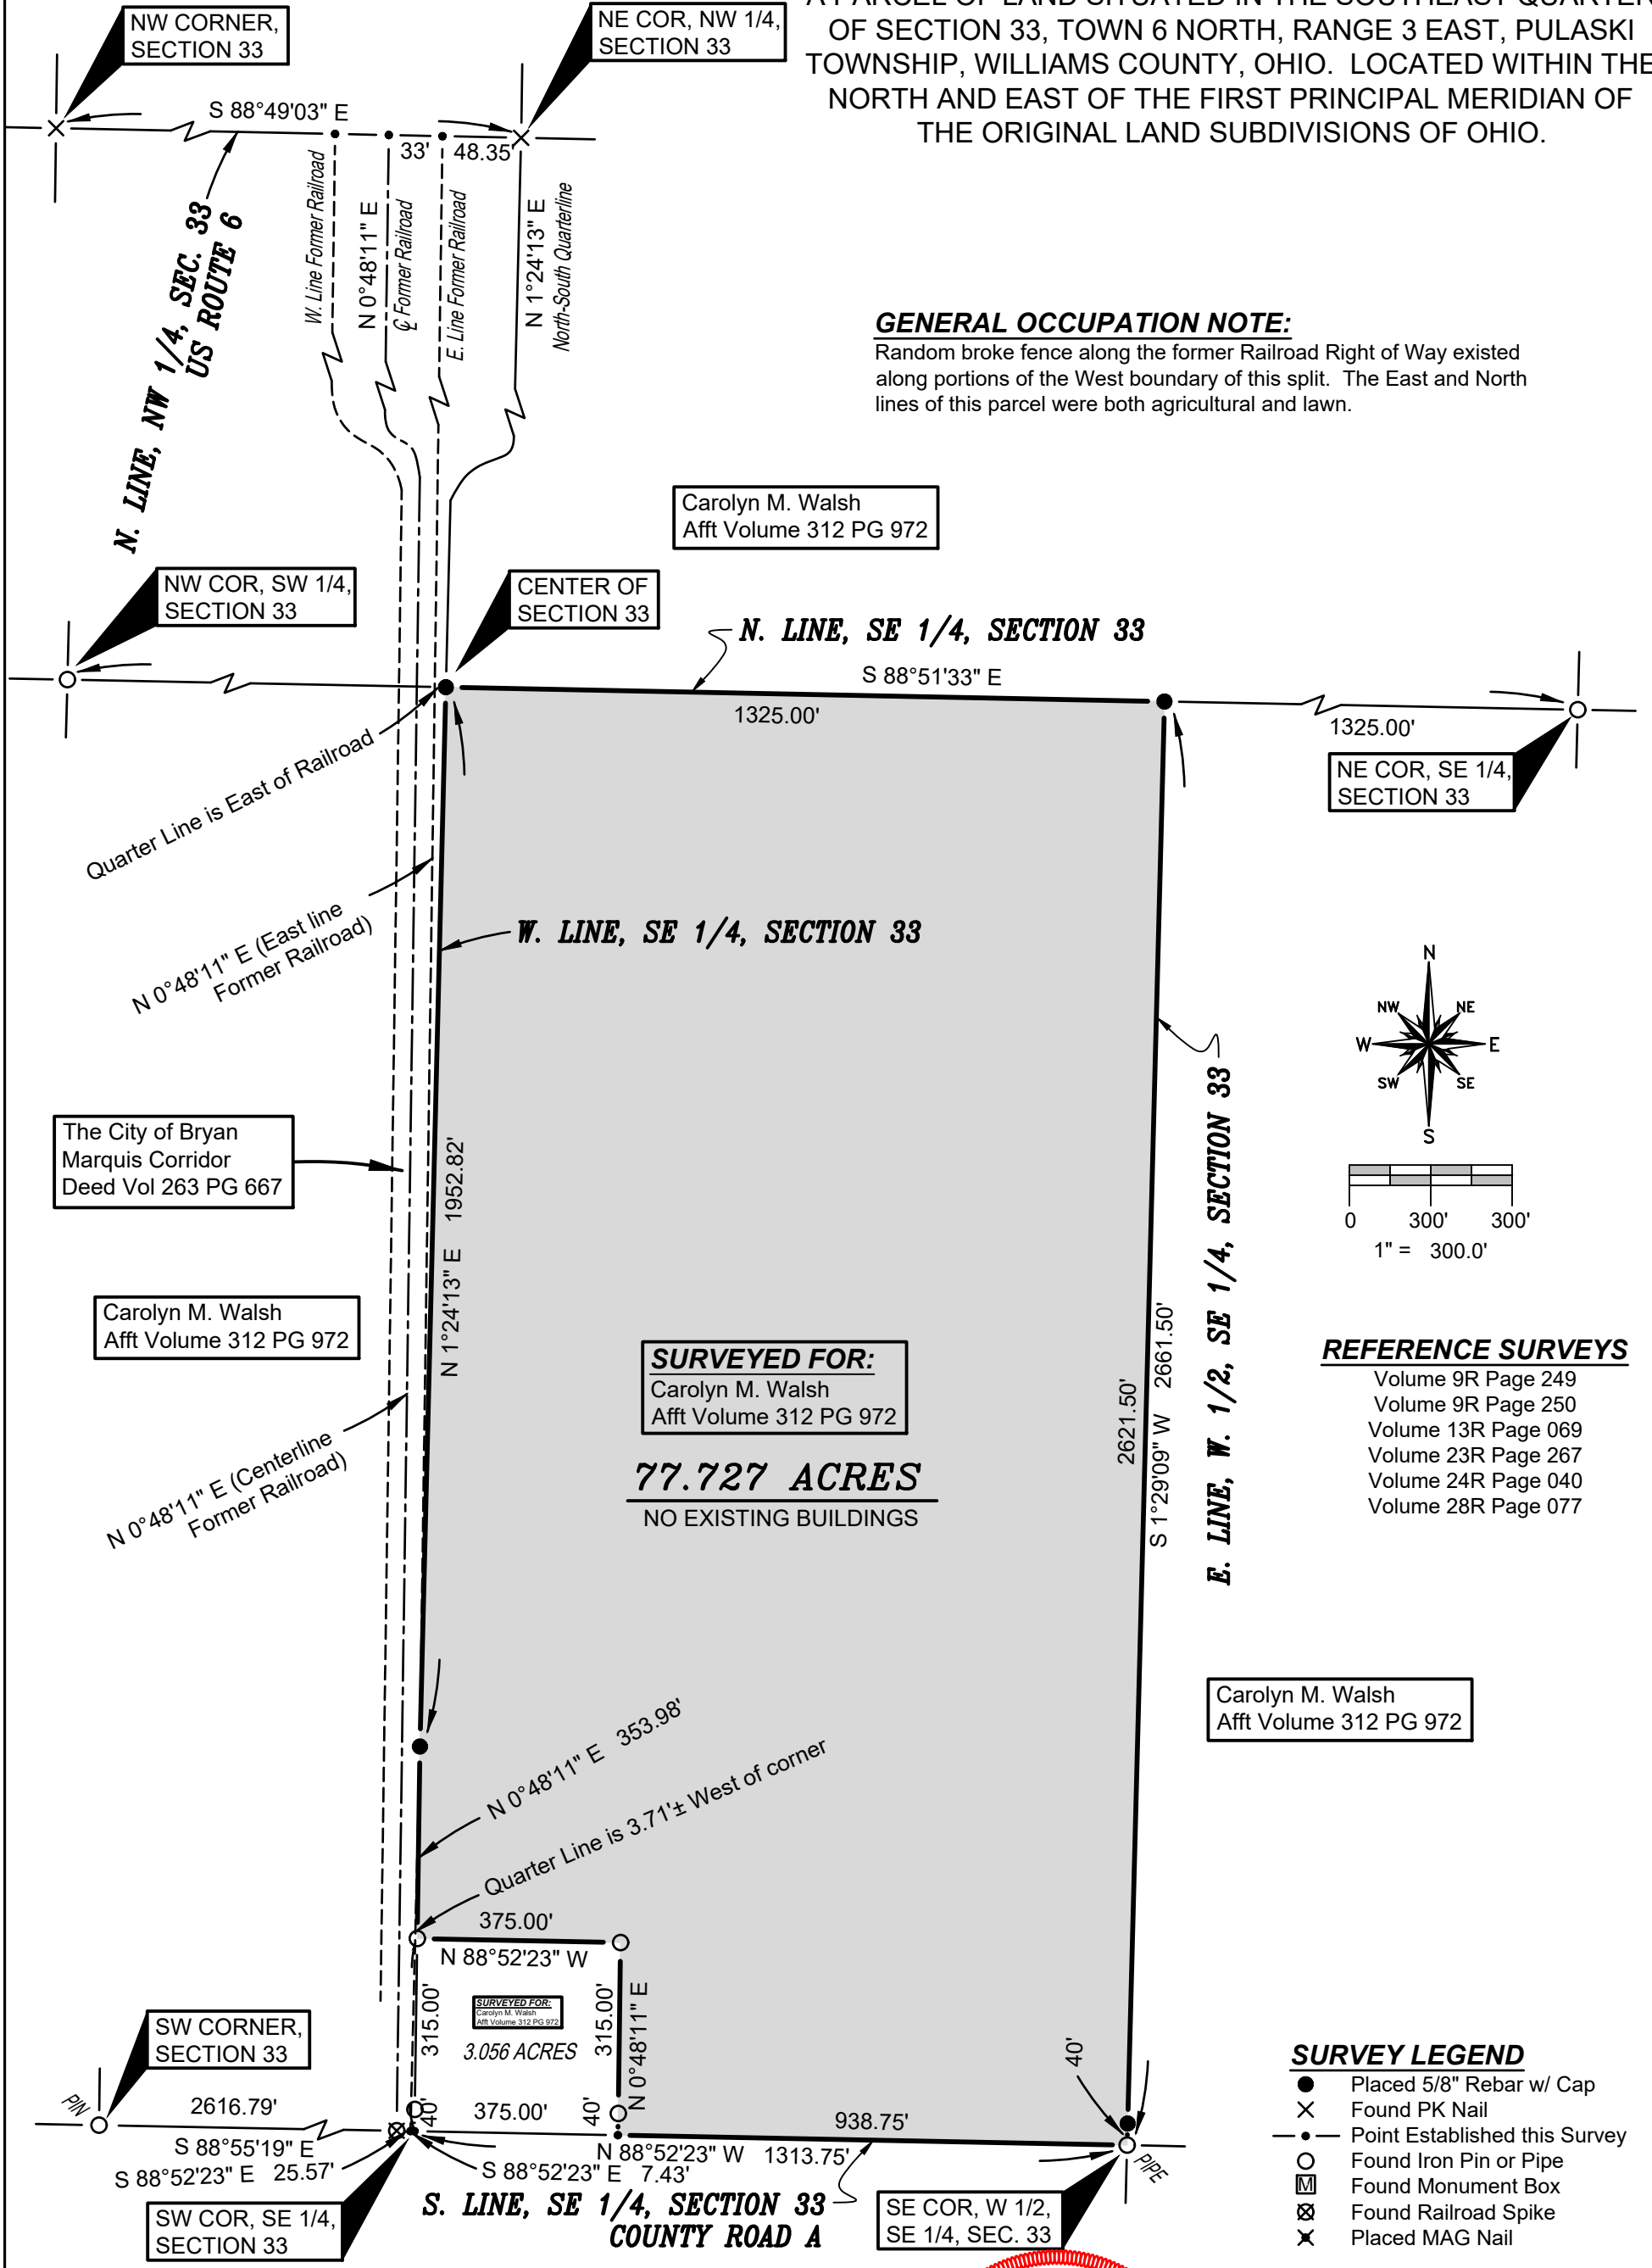 A PARCEL OF LAND SITUATED IN THE SOUTHEAST QUARTER
OF SECTION 33, TOWN 6 NORTH, RANGE 3 EAST, PULASKI
TOWNSHIP, WILLIAMS COUNTY, OHIO. LOCATED WITHIN THE
NORTH AND EAST OF THE FIRST PRINCIPAL MERIDIAN OF
THE ORIGINAL LAND SUBDIVISIONS OF OHIO.
NW CORNER,
SECTION 33
NE COR, NW 1/4,
SECTION 33
S 88°49'03" E
33'
48.35'
W. Line Former Railroad
N 0°48'11" E
℄ Former Railroad
E. Line Former Railroad
N 1°24'13" E
North-South Quarterline
N. LINE, NW 1/4, SEC. 33
US ROUTE 6
GENERAL OCCUPATION NOTE:
Random broke fence along the former Railroad Right of Way existed
along portions of the West boundary of this split. The East and North
lines of this parcel were both agricultural and lawn.
Carolyn M. Walsh
Afft Volume 312 PG 972
NW COR, SW 1/4,
SECTION 33
CENTER OF
SECTION 33
N. LINE, SE 1/4, SECTION 33
S 88°51'33" E
1325.00'
1325.00'
NE COR, SE 1/4,
SECTION 33
Quarter Line is East of Railroad
N 0°48'11" E (East line
Former Railroad)
W. LINE, SE 1/4, SECTION 33
N
NW
NE
W
E
SW
SE
S
0 300' 300'
1" = 300.0'
The City of Bryan
Marquis Corridor
Deed Vol 263 PG 667
N 1°24'13" E 1952.82'
Carolyn M. Walsh
Afft Volume 312 PG 972
N 0°48'11" E (Centerline
Former Railroad)
SURVEYED FOR:
Carolyn M. Walsh
Afft Volume 312 PG 972
77.727 ACRES
NO EXISTING BUILDINGS
2621.50'
S 1°29'09" W 2661.50'
E. LINE, W. 1/2, SE 1/4, SECTION 33
REFERENCE SURVEYS
Volume 9R Page 249
Volume 9R Page 250
Volume 13R Page 069
Volume 23R Page 267
Volume 24R Page 040
Volume 28R Page 077
Carolyn M. Walsh
Afft Volume 312 PG 972
N 0°48'11" E 353.98'
Quarter Line is 3.71'± West of corner
375.00'
N 88°52'23" W
315.00'
SURVEYED FOR:
Carolyn M. Walsh
Afft Volume 312 PG 972
3.056 ACRES
315.00'
N 0°48'11" E
SW CORNER,
SECTION 33
PIN
2616.79'
S 88°55'19" E
S 88°52'23" E 25.57'
40'
375.00'
40'
S 88°52'23" E 7.43'
938.75'
N 88°52'23" W 1313.75'
40'
PIPE
SW COR, SE 1/4,
SECTION 33
S. LINE, SE 1/4, SECTION 33
COUNTY ROAD A
SE COR, W 1/2,
SE 1/4, SEC. 33
SURVEY LEGEND
Placed 5/8" Rebar w/ Cap
Found PK Nail
Point Established this Survey
Found Iron Pin or Pipe
M Found Monument Box
Found Railroad Spike
Placed MAG Nail